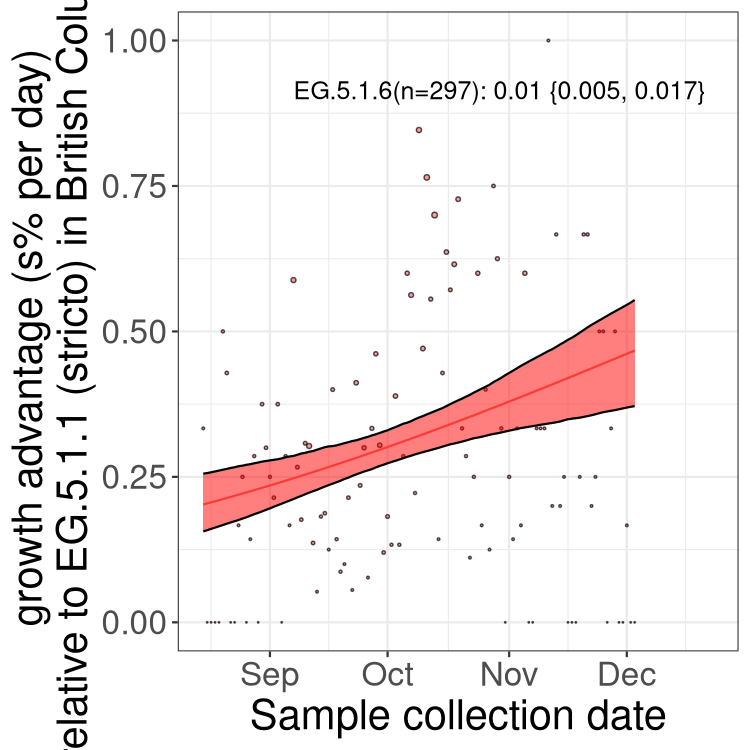 growth advantage (s% per day)
relative to EG.5.1.1 (stricto) in British
1.00
0.75
0.50
0.25
0.00
EG.5.1.6(n=297): 0.01 {0.005, 0.017}
Sep Oct Nov Dec
Sample collection date